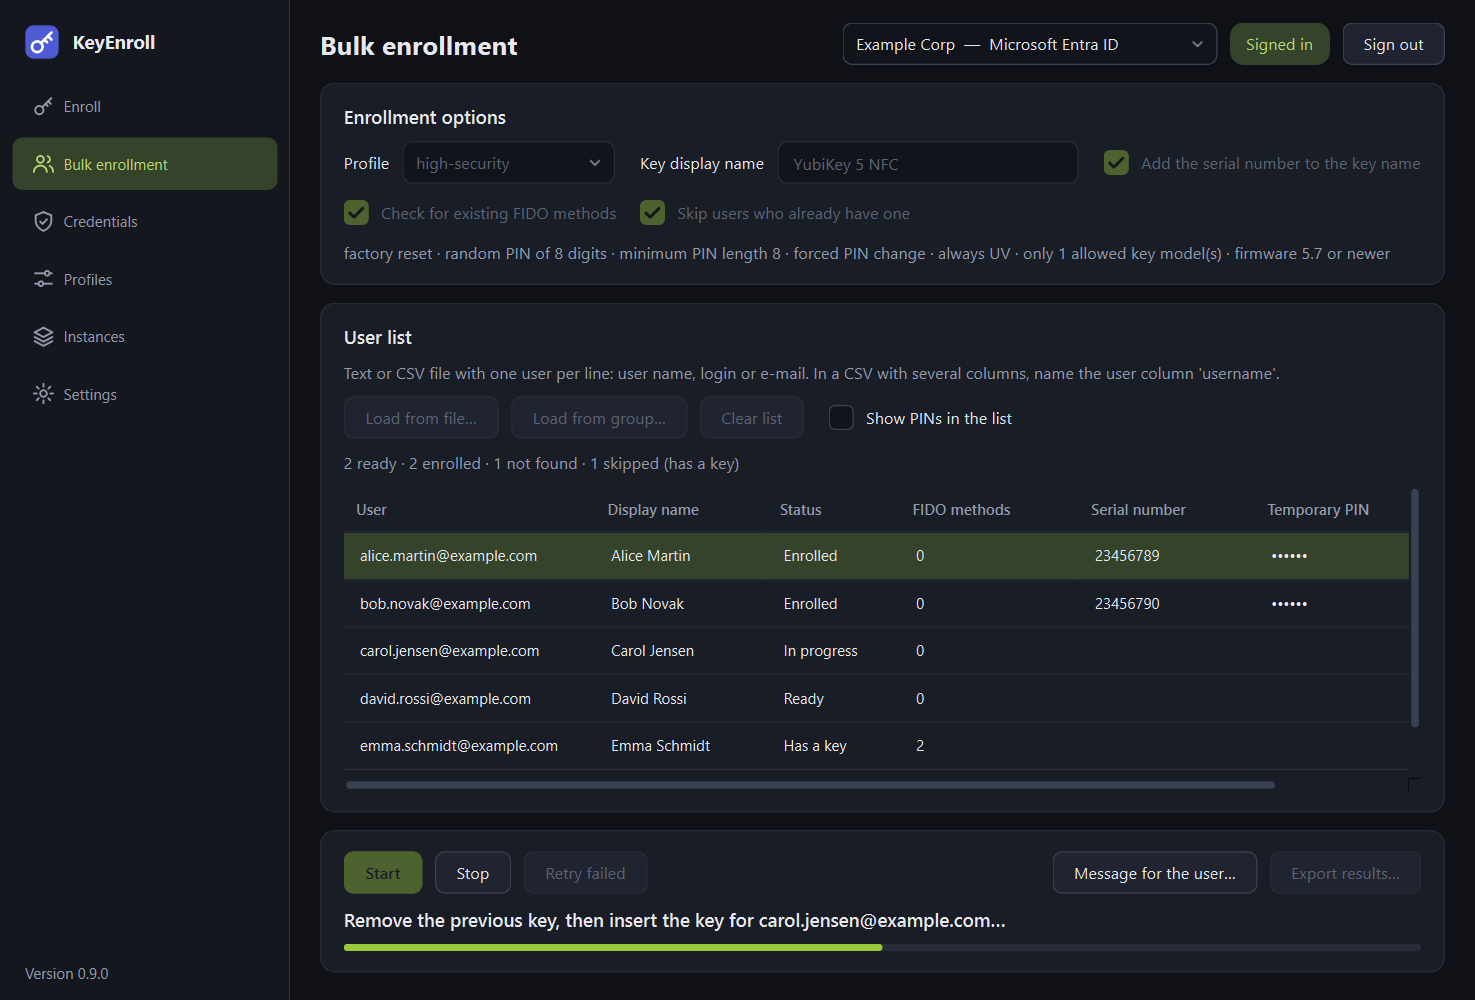 KeyEnroll
Enroll
Bulk enrollment
Credentials
Profiles
Instances
Settings
Version 0.9.0
Bulk enrollment
Example Corp — Microsoft Entra ID
Signed in
Sign out
Enrollment options
Profile
high-security
Key display name
YubiKey 5 NFC
Add the serial number to the key name
Check for existing FIDO methods
Skip users who already have one
factory reset · random PIN of 8 digits · minimum PIN length 8 · forced PIN change · always UV · only 1 allowed key model(s) · firmware 5.7 or newer
User list
Text or CSV file with one user per line: user name, login or e-mail. In a CSV with several columns, name the user column 'username'.
Load from file...
Load from group...
Clear list
Show PINs in the list
2 ready · 2 enrolled · 1 not found · 1 skipped (has a key)
User Display name Status FIDO methods Serial number Temporary PIN
alice.martin@example.com Alice Martin Enrolled 0 23456789 ••••••
bob.novak@example.com Bob Novak Enrolled 0 23456790 ••••••
carol.jensen@example.com Carol Jensen In progress 0
david.rossi@example.com David Rossi Ready 0
emma.schmidt@example.com Emma Schmidt Has a key 2
Start
Stop
Retry failed
Message for the user...
Export results...
Remove the previous key, then insert the key for carol.jensen@example.com...